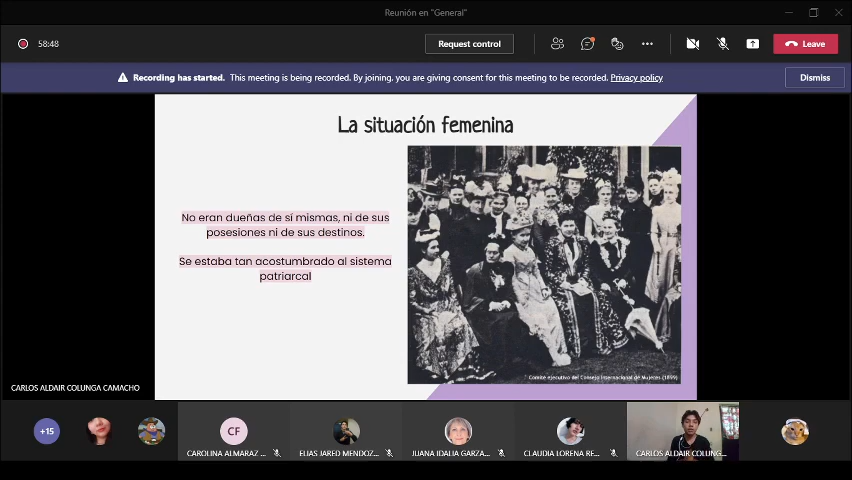 Reunión en "General"
58:48
Request control
Leave
Recording has started. This meeting is being recorded. By joining, you are giving consent for this meeting to be recorded. Privacy policy
Dismiss
La situación femenina
No eran dueñas de sí mismas, ni de sus
posesiones ni de sus destinos.
Se estaba tan acostumbrado al sistema
patriarcal
Comité ejecutivo del Consejo Internacional de Mujeres (1899)
CARLOS ALDAIR COLUNGA CAMACHO
+15
CF
CAROLINA ALMARAZ ...
ELIAS JARED MENDOZ...
JUANA IDALIA GARZA...
CLAUDIA LORENA RE...
CARLOS ALDAIR COLUNG...